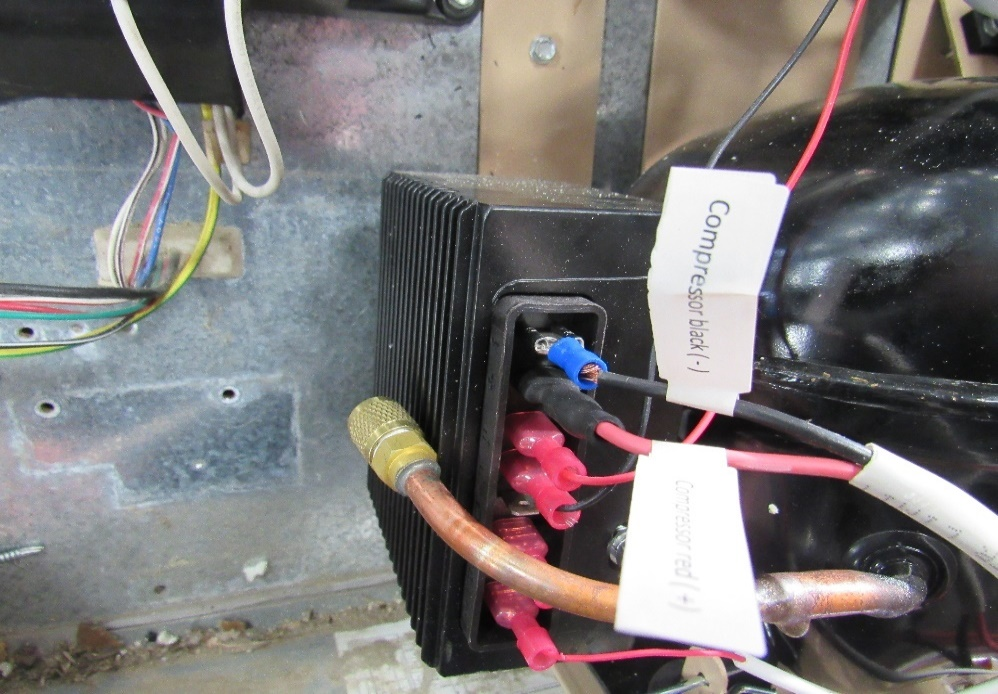 Compressor black (-)
Compressor red (+)